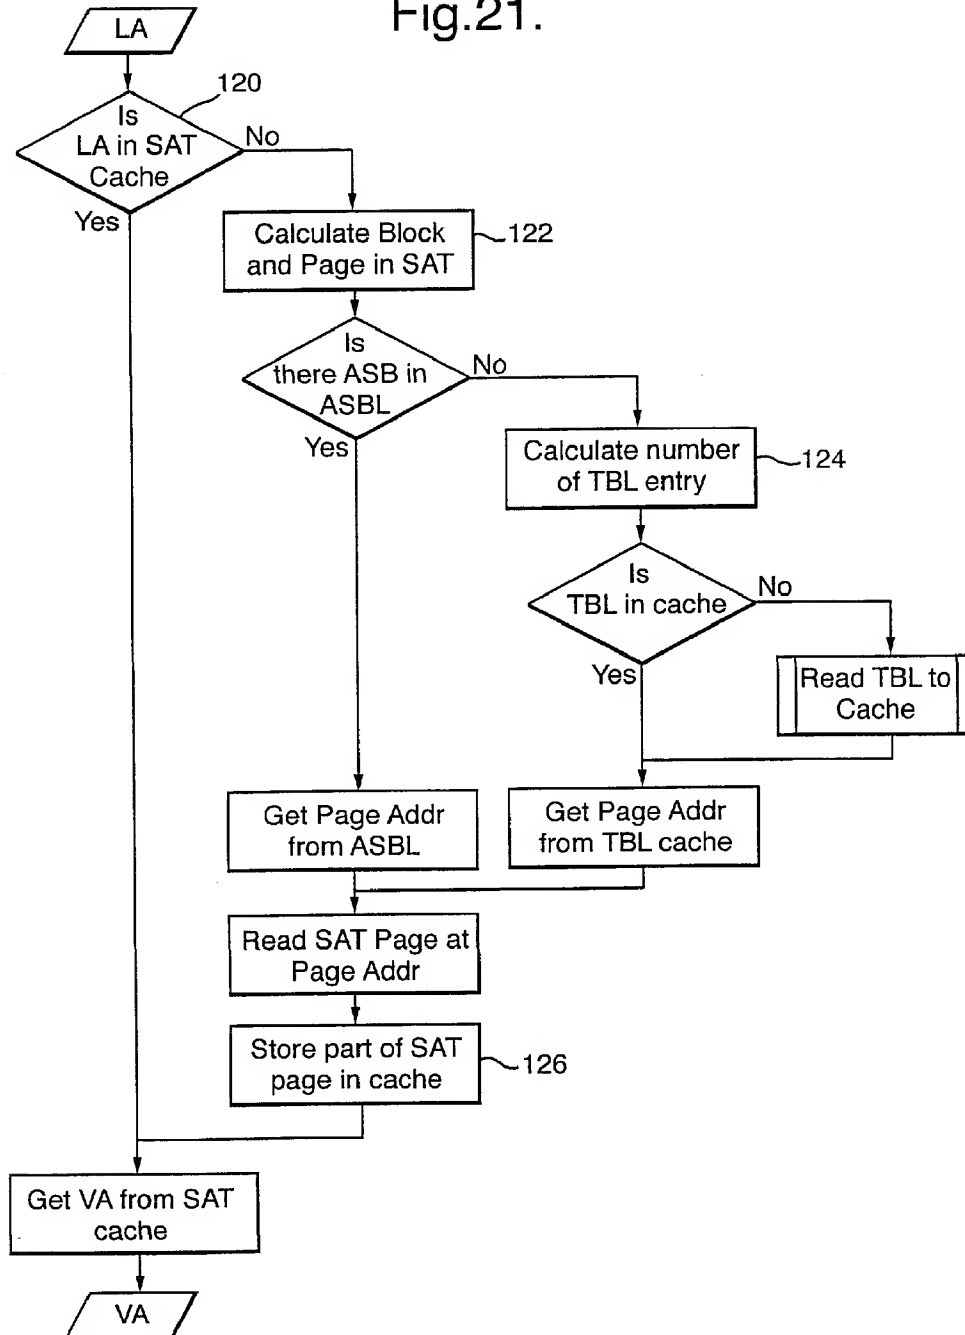 Fig.21.
LA
120
Is
LA in SAT
Cache
No
Yes
Calculate Block
and Page in SAT
122
Is
there ASB in
ASBL
No
Yes
Calculate number
of TBL entry
124
Is
TBL in cache
No
Yes
Read TBL to
Cache
Get Page Addr
from ASBL
Get Page Addr
from TBL cache
Read SAT Page at
Page Addr
Store part of SAT
page in cache
126
Get VA from SAT
cache
VA